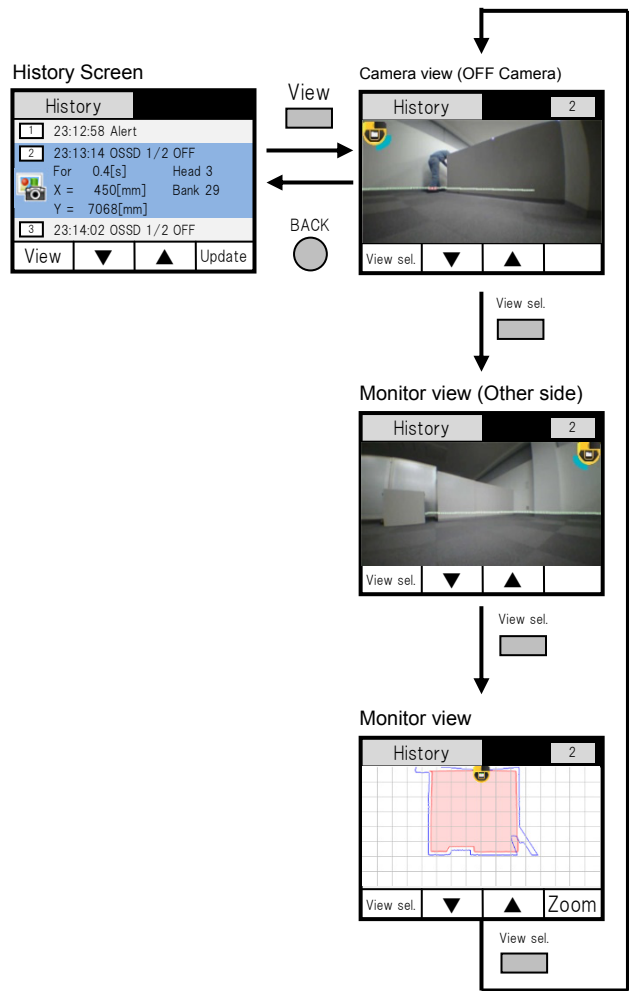 History Screen
History
1 23:12:58 Alert
2 23:13:14 OSSD 1/2 OFF
For 0.4[s] Head 3
X = 450[mm] Bank 29
Y = 7068[mm]
3 23:14:02 OSSD 1/2 OFF
View ▼ ▲ Update
View
BACK
Camera view (OFF Camera)
History 2
View sel. ▼ ▲
View sel.
Monitor view (Other side)
History 2
View sel. ▼ ▲
View sel.
Monitor view
History 2
View sel. ▼ ▲ Zoom
View sel.